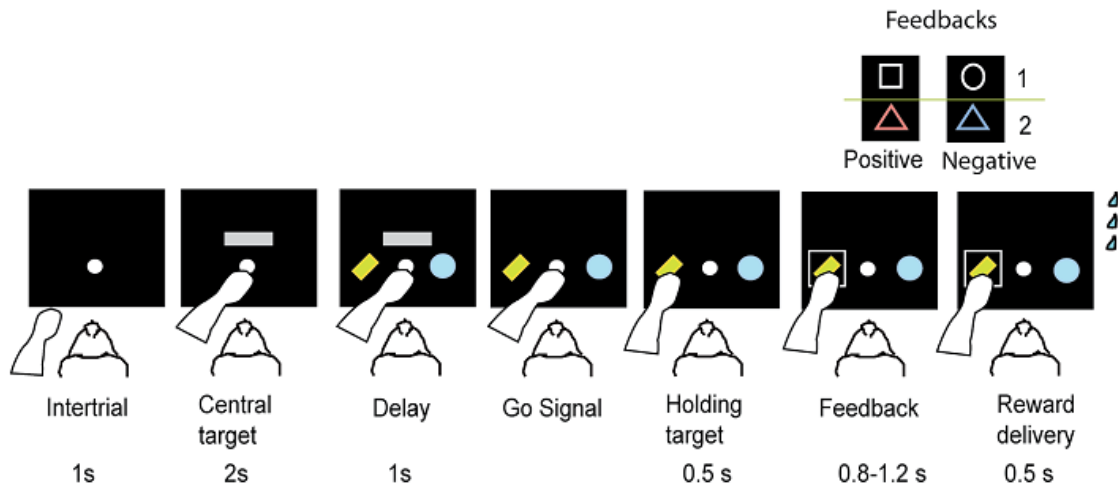 Feedbacks
1
2
Positive Negative
Intertrial
Central
target
Delay
Go Signal
Holding
target
Feedback
Reward
delivery
1s
2s
1s
0.5 s
0.8-1.2 s
0.5 s